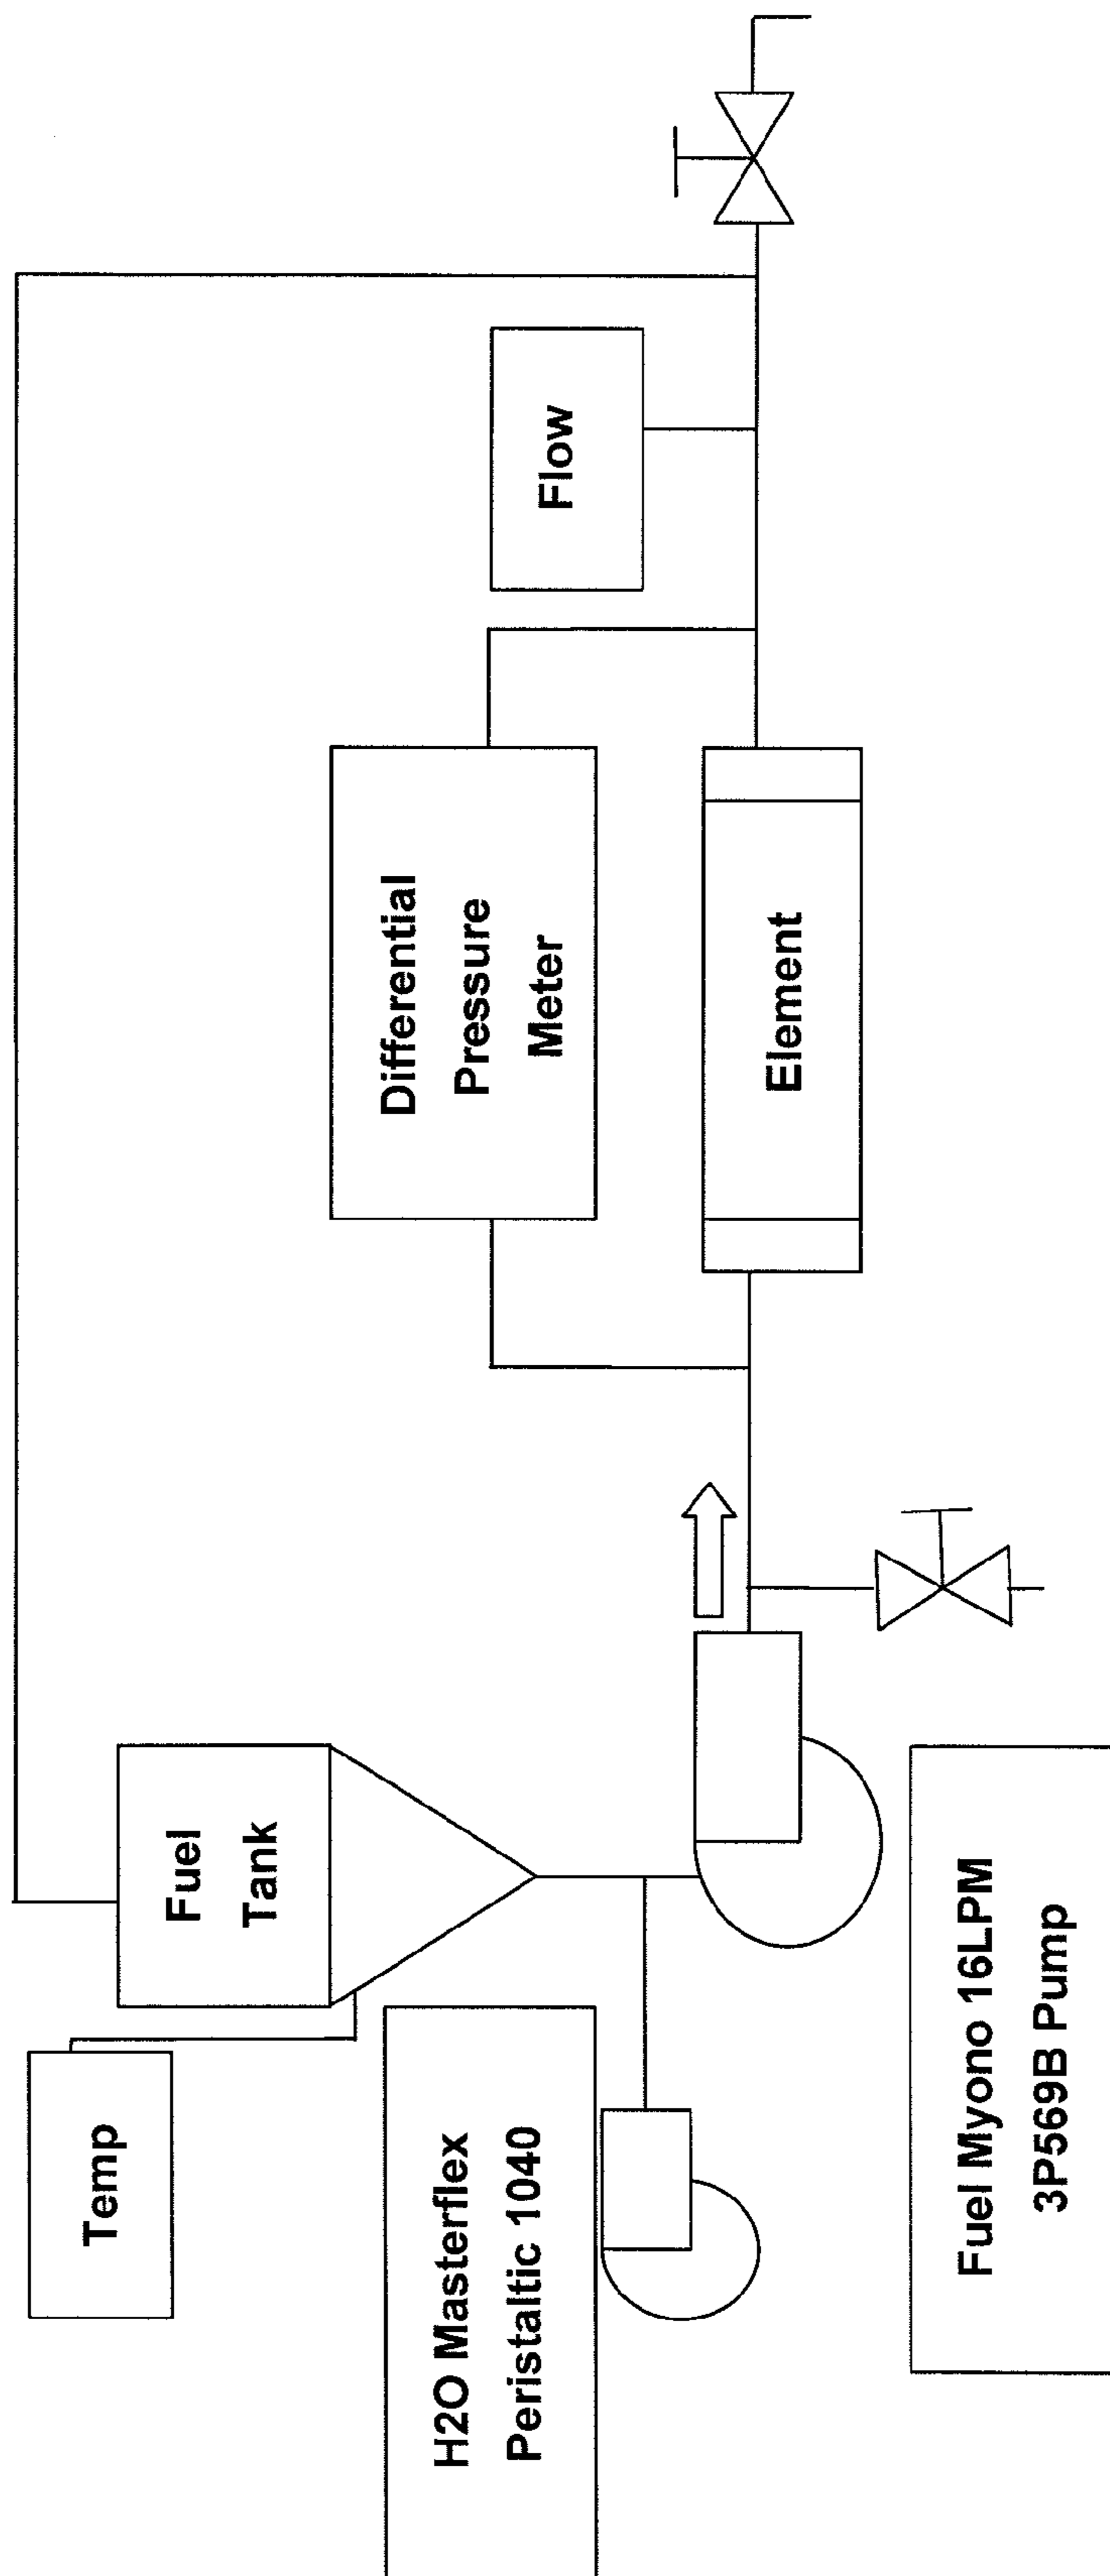 Temp
Fuel
Tank
H2O Masterflex
Peristaltic 1040
Fuel Myono 16LPM
3P569B Pump
Differential
Pressure
Meter
Element
Flow